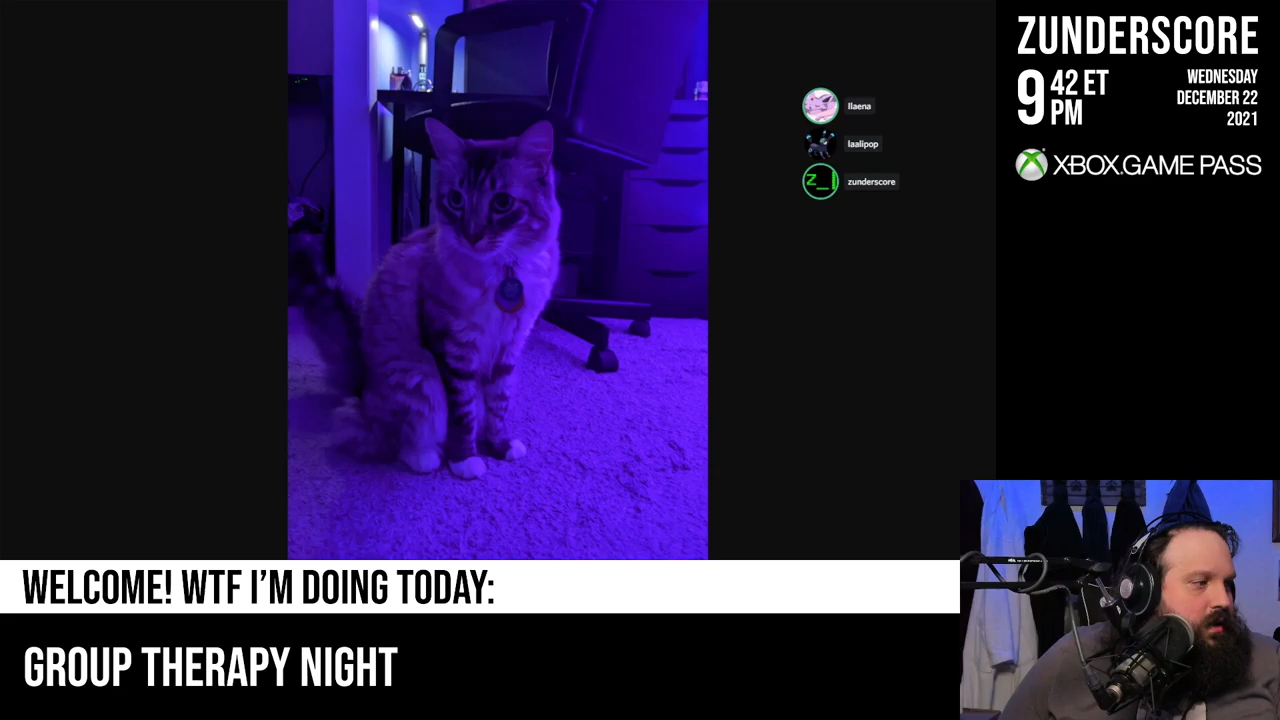 ZUNDERSCORE
9 42 ET
PM
WEDNESDAY
DECEMBER 22
2021
XBOX GAME PASS
llaena
laalipop
Z_
zunderscore
WELCOME! WTF I'M DOING TODAY:
GROUP THERAPY NIGHT